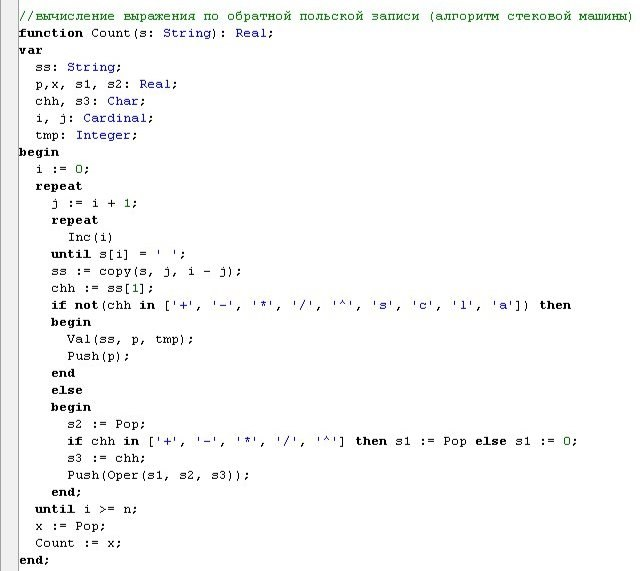 //вычисление выражения по обратной польской записи (алгоритм стековой машины)
function Count(s: String): Real;
var
  ss: String;
  p,x, s1, s2: Real;
  chh, s3: Char;
  i, j: Cardinal;
  tmp: Integer;
begin
  i := 0;
  repeat
    j := i + 1;
    repeat
      Inc(i)
    until s[i] = ' ';
    ss := copy(s, j, i - j);
    chh := ss[1];
    if not(chh in ['+', '-', '*', '/', '^', 's', 'c', 'l', 'a']) then
    begin
      Val(ss, p, tmp);
      Push(p);
    end
    else
    begin
      s2 := Pop;
      if chh in ['+', '-', '*', '/', '^'] then s1 := Pop else s1 := 0;
      s3 := chh;
      Push(Oper(s1, s2, s3));
    end;
  until i >= n;
  x := Pop;
  Count := x;
end;